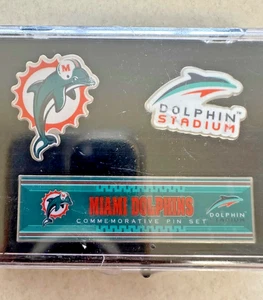 M
DOLPHIN
STADIUM
MIAMI DOLPHINS
COMMEMORATIVE PIN SET
DOLPHIN